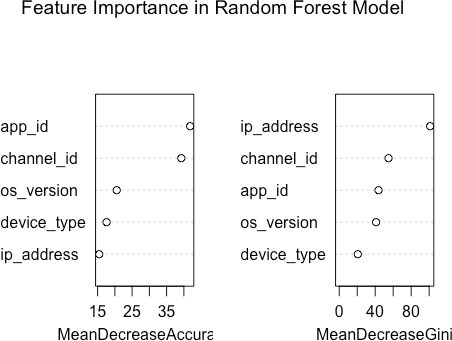 Feature Importance in Random Forest Model
app_id
channel_id
os_version
device_type
ip_address
15 25 35
MeanDecreaseAccura
ip_address
channel_id
app_id
os_version
device_type
0 40 80
MeanDecreaseGini